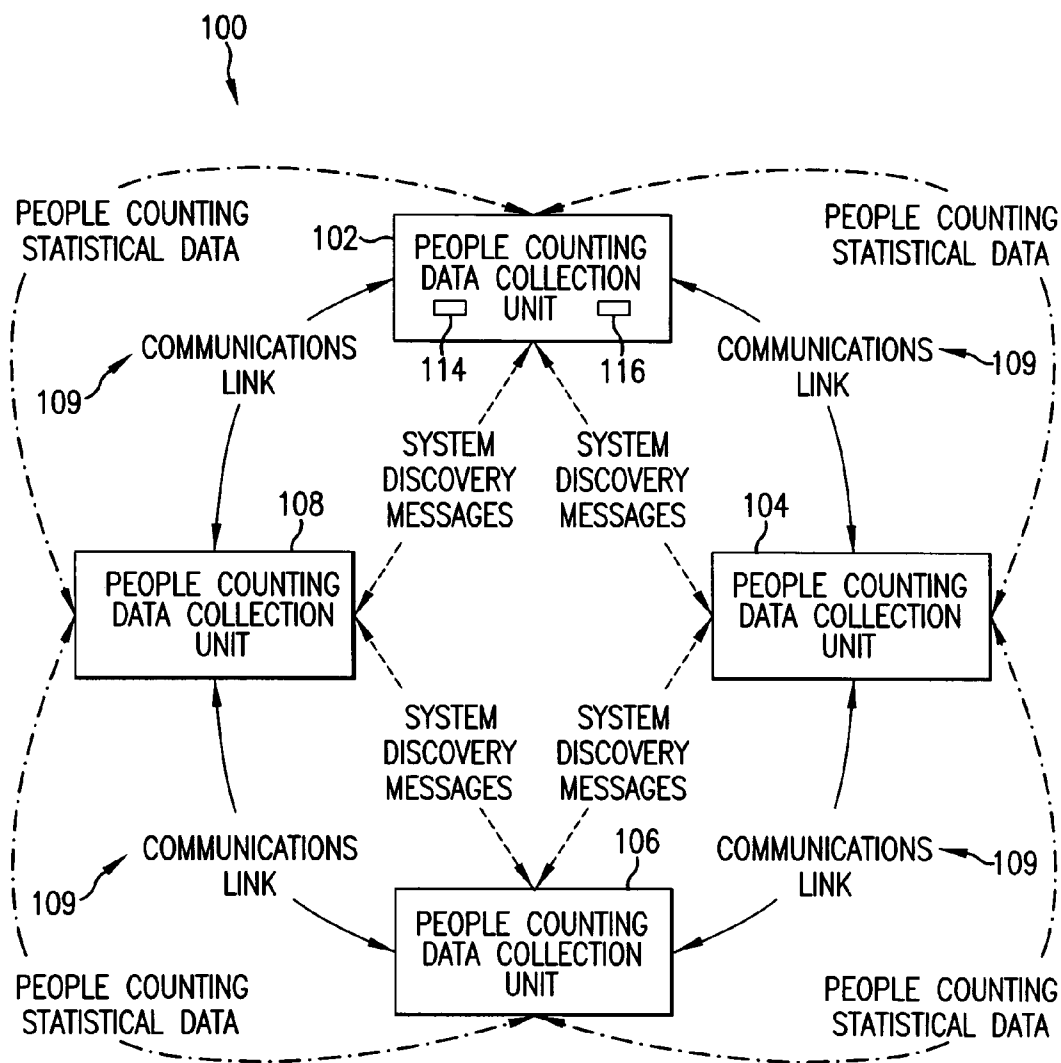 100
PEOPLE COUNTING
STATISTICAL DATA
PEOPLE COUNTING
STATISTICAL DATA
102
PEOPLE COUNTING
DATA COLLECTION
UNIT
114
116
109
COMMUNICATIONS
LINK
COMMUNICATIONS
LINK
109
SYSTEM
DISCOVERY
MESSAGES
SYSTEM
DISCOVERY
MESSAGES
108
PEOPLE COUNTING
DATA COLLECTION
UNIT
104
PEOPLE COUNTING
DATA COLLECTION
UNIT
SYSTEM
DISCOVERY
MESSAGES
SYSTEM
DISCOVERY
MESSAGES
109
COMMUNICATIONS
LINK
COMMUNICATIONS
LINK
109
106
PEOPLE COUNTING
DATA COLLECTION
UNIT
PEOPLE COUNTING
STATISTICAL DATA
PEOPLE COUNTING
STATISTICAL DATA